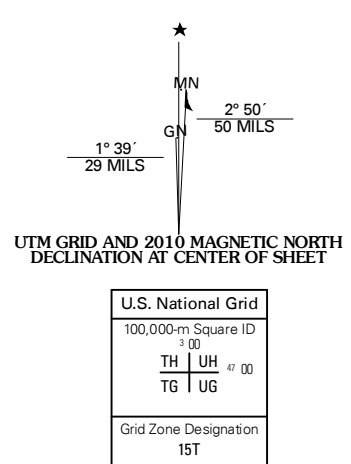 MN
2° 50´
50 MILS
GN
1° 39´
29 MILS
UTM GRID AND 2010 MAGNETIC NORTH
DECLINATION AT CENTER OF SHEET
U.S. National Grid
100,000-m Square ID
3 00
TH UH 47 00
TG UG
Grid Zone Designation
15T